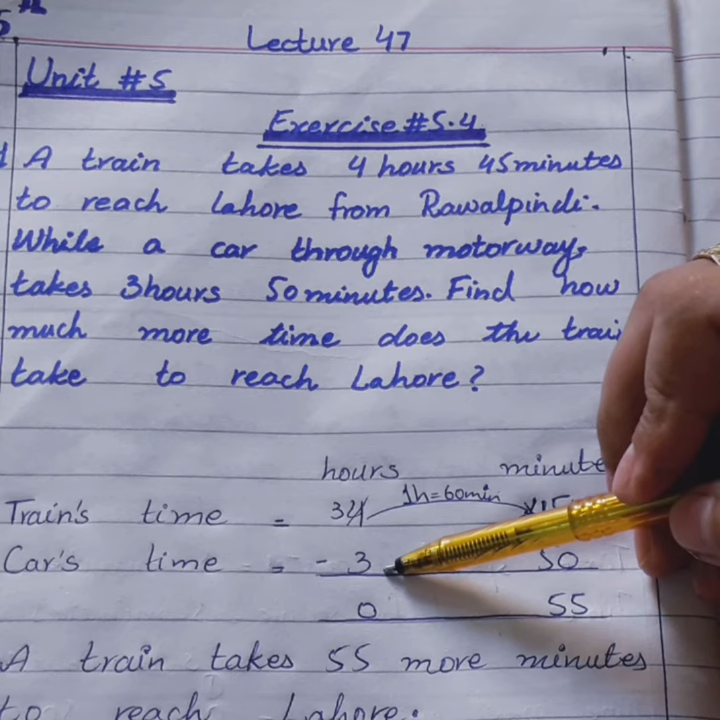 5th
Lecture 47
Unit #5
Exercise #5.4
A train takes 4 hours 45 minutes
to reach Lahore from Rawalpindi.
While a car through motorway,
takes 3 hours 50 minutes. Find how
much more time does the trai
take to reach Lahore?
hours minute
Train's time = 3 4 1h=60min
Car's time = - 3 50
0 55
A train takes 55 more minutes
to reach Lahore.